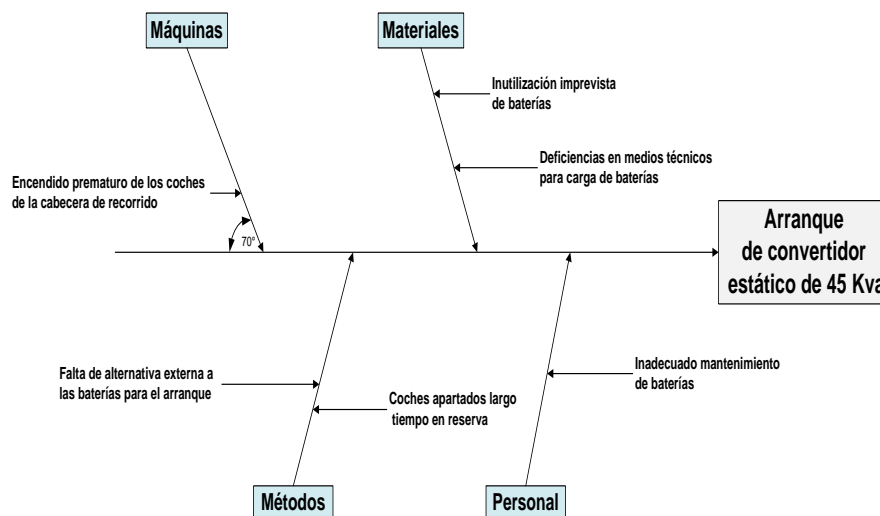 Máquinas
Materiales
Inutilización imprevista
de baterías
Deficiencias en medios técnicos
para carga de baterías
Encendido prematuro de los coches
de la cabecera de recorrido
70°
Arranque
de convertidor
estático de 45 Kva
Falta de alternativa externa a
las baterías para el arranque
Coches apartados largo
tiempo en reserva
Inadecuado mantenimiento
de baterías
Métodos
Personal